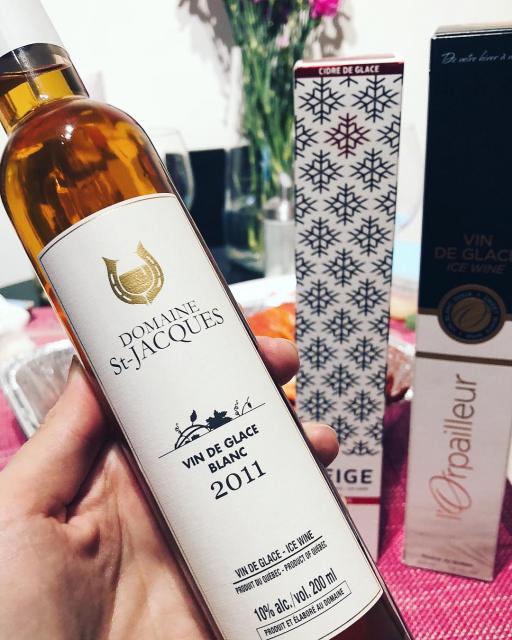 DOMAINE
St-JACQUES
VIN DE GLACE
BLANC
2011
VIN DE GLACE - ICE WINE
PRODUIT DU QUÉBEC - PRODUCT OF QUEBEC
10% alc./vol. 200 ml
PRODUIT ET ÉLABORÉ AU DOMAINE
CIDRE DE GLACE
EIGE
VIN
DE GLACE
ICE WINE
l'Orpailleur